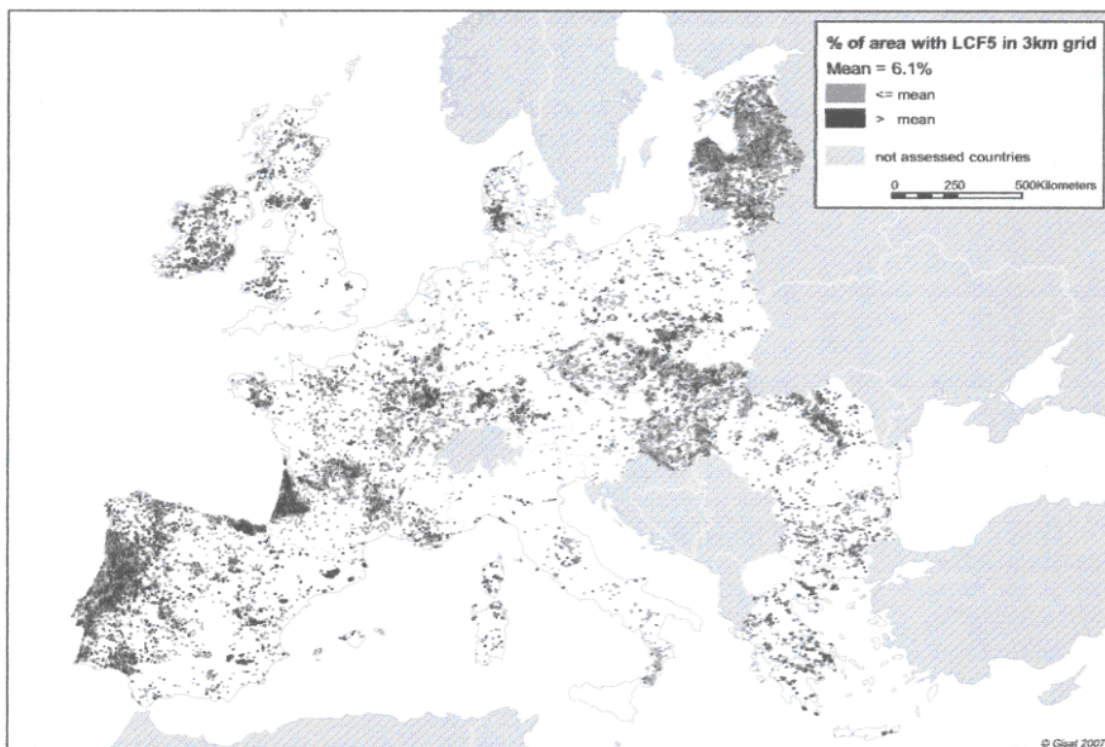 % of area with LCF5 in 3km grid
Mean = 6.1%
<= mean
> mean
not assessed countries
0 250 500Kilometers
© Gisat 2007